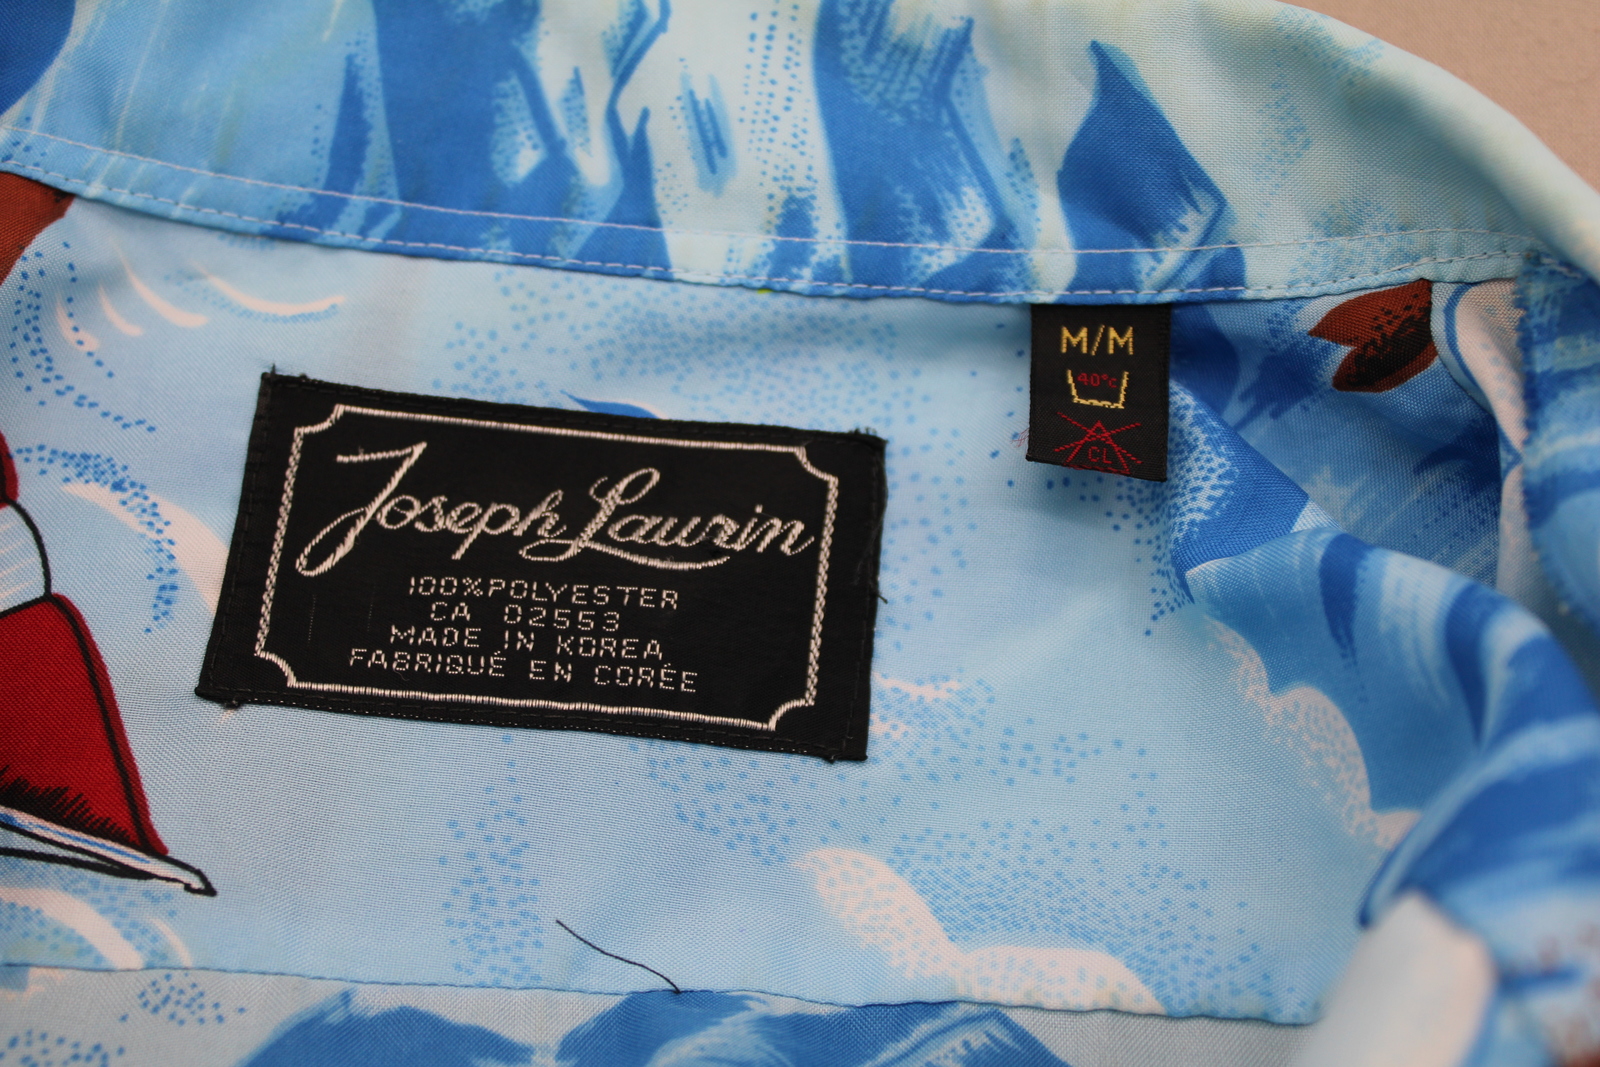 Joseph Laurin
100% POLYESTER
CA 02553
MADE IN KOREA
FABRIQUÉ EN CORÉE
M/M
40°C
CL